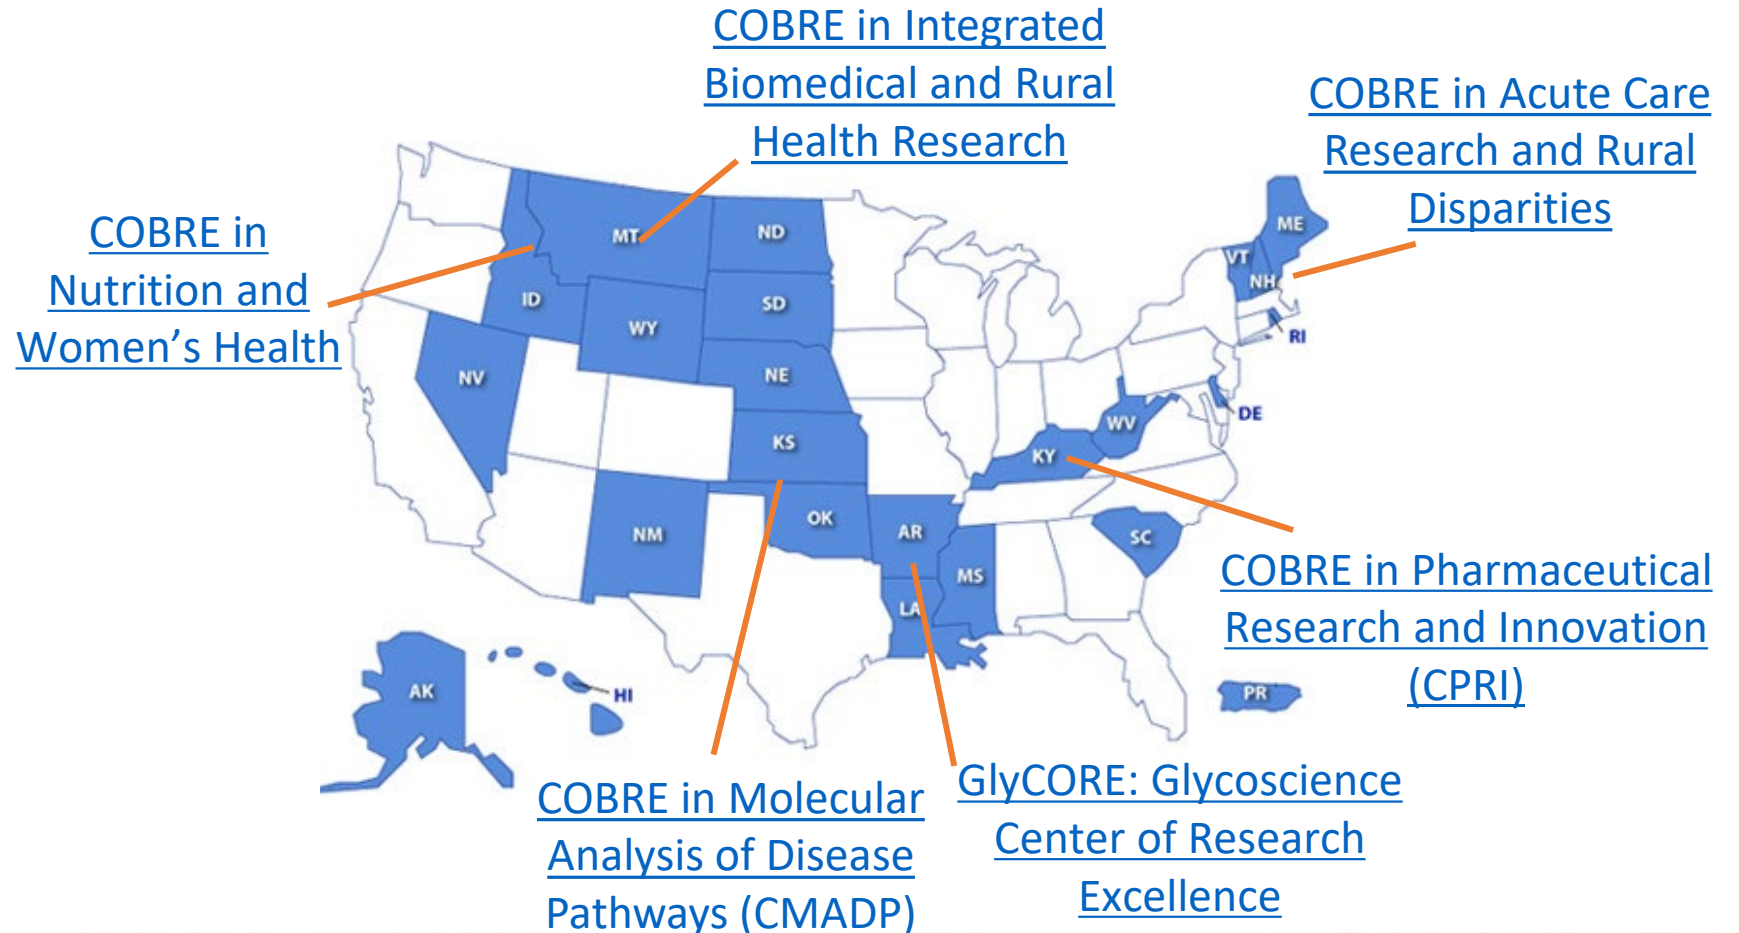 COBRE in Integrated
Biomedical and Rural
Health Research
COBRE in Acute Care
Research and Rural
Disparities
COBRE in
Nutrition and
Women’s Health
MT
ND
ME
VT
NH
ID
SD
WY
RI
NV
NE
DE
WV
KS
KY
OK
AR
SC
NM
MS
LA
COBRE in Pharmaceutical
Research and Innovation
(CPRI)
AK
HI
PR
COBRE in Molecular
Analysis of Disease
Pathways (CMADP)
GlyCORE: Glycoscience
Center of Research
Excellence